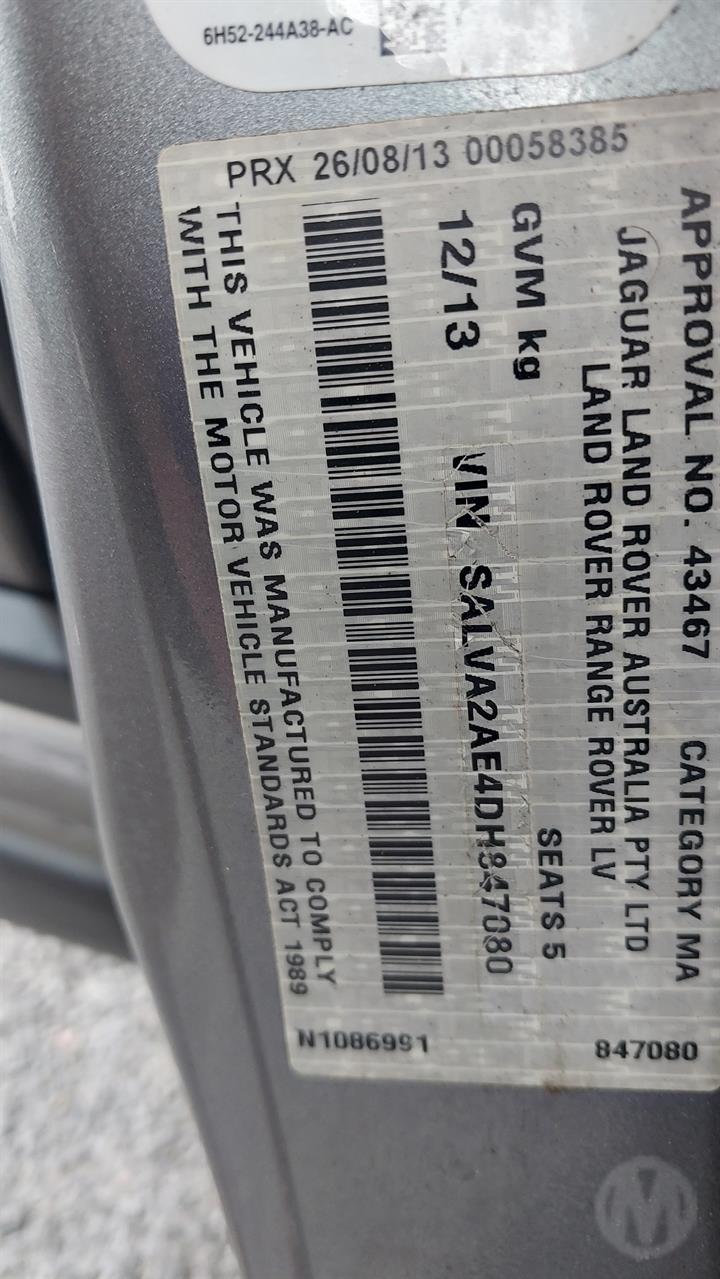 6H52-244A38-AC
PRX 26/08/13 00058385
APPROVAL NO. 43467 CATEGORY MA
JAGUAR LAND ROVER AUSTRALIA PTY LTD
LAND ROVER RANGE ROVER LV
GVM kg SEATS 5
12/13 VIN SALVA2AE4DH847080
THIS VEHICLE WAS MANUFACTURED TO COMPLY
WITH THE MOTOR VEHICLE STANDARDS ACT 1989
N1086991 847080
M